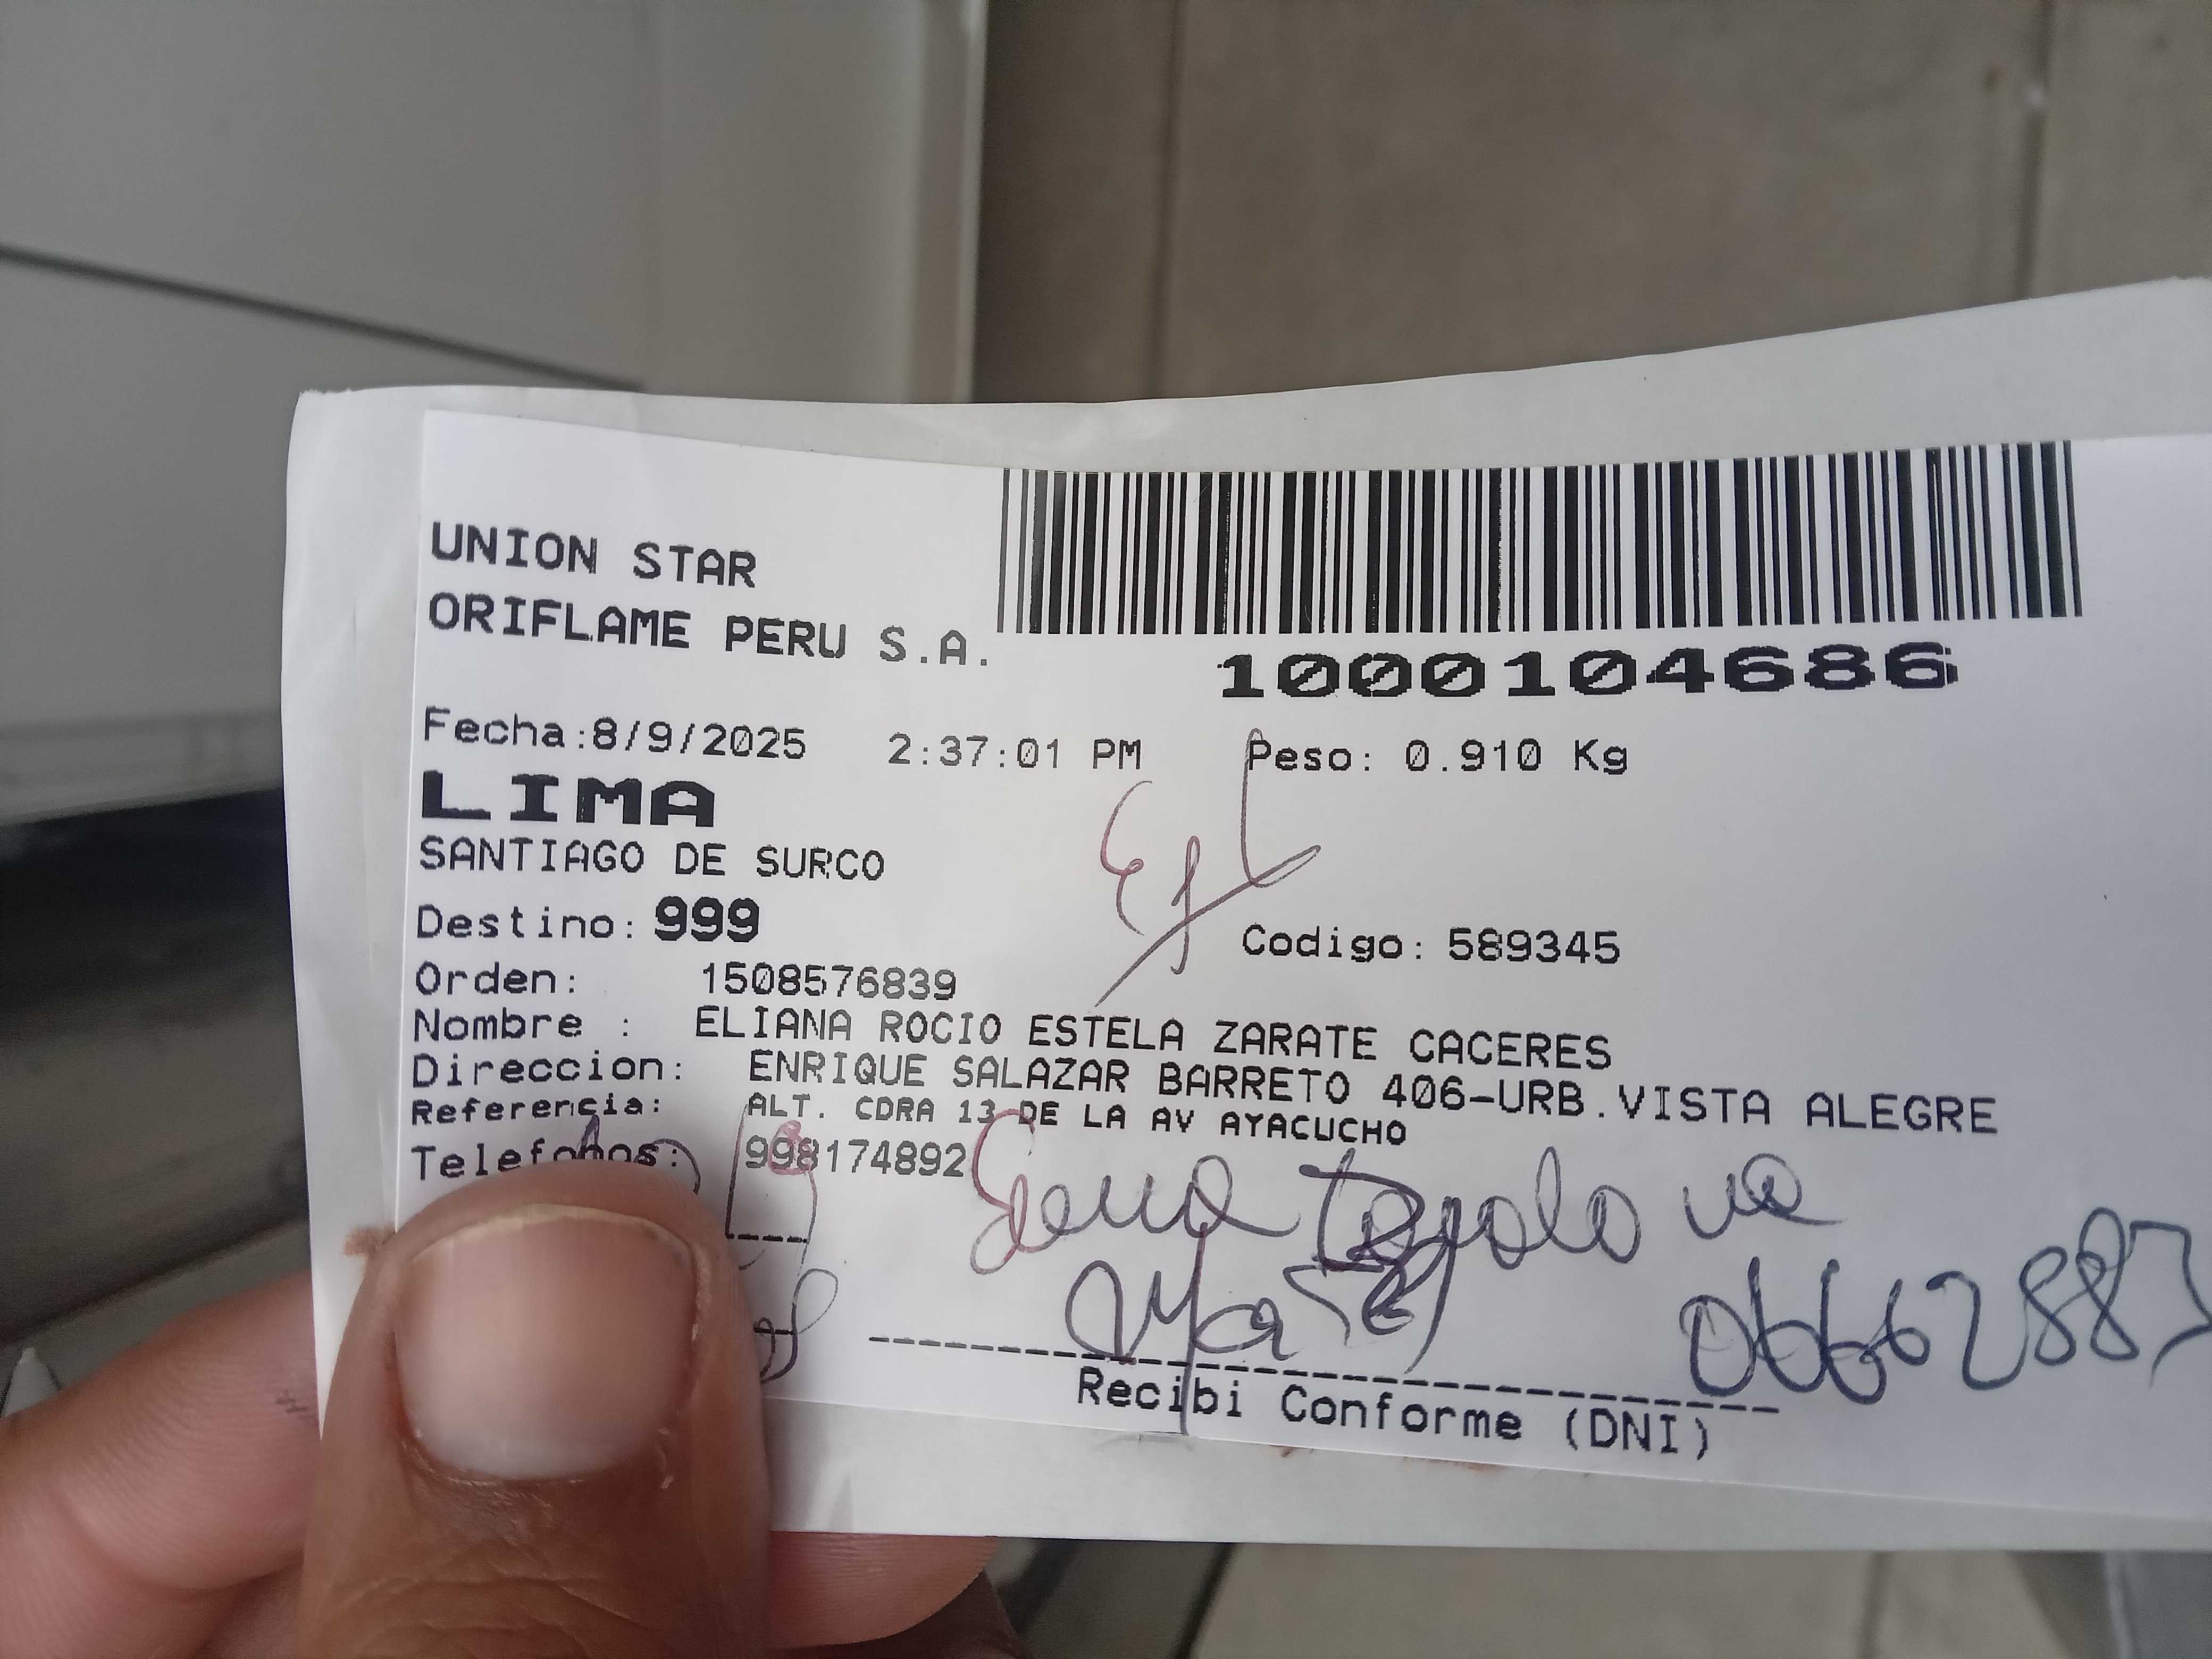 UNION STAR
ORIFLAME PERU S.A.
1000104686
Fecha:8/9/2025 2:37:01 PM Peso: 0.910 Kg
LIMA
SANTIAGO DE SURCO
Destino: 999
Codigo: 589345
Orden: 1508576839
Nombre : ELIANA ROCIO ESTELA ZARATE CACERES
Direccion: ENRIQUE SALAZAR BARRETO 406-URB.VISTA ALEGRE
Referencia: ALT. CDRA 13 DE LA AV AYACUCHO
Telefonos: 998174892
Recibi Conforme (DNI)